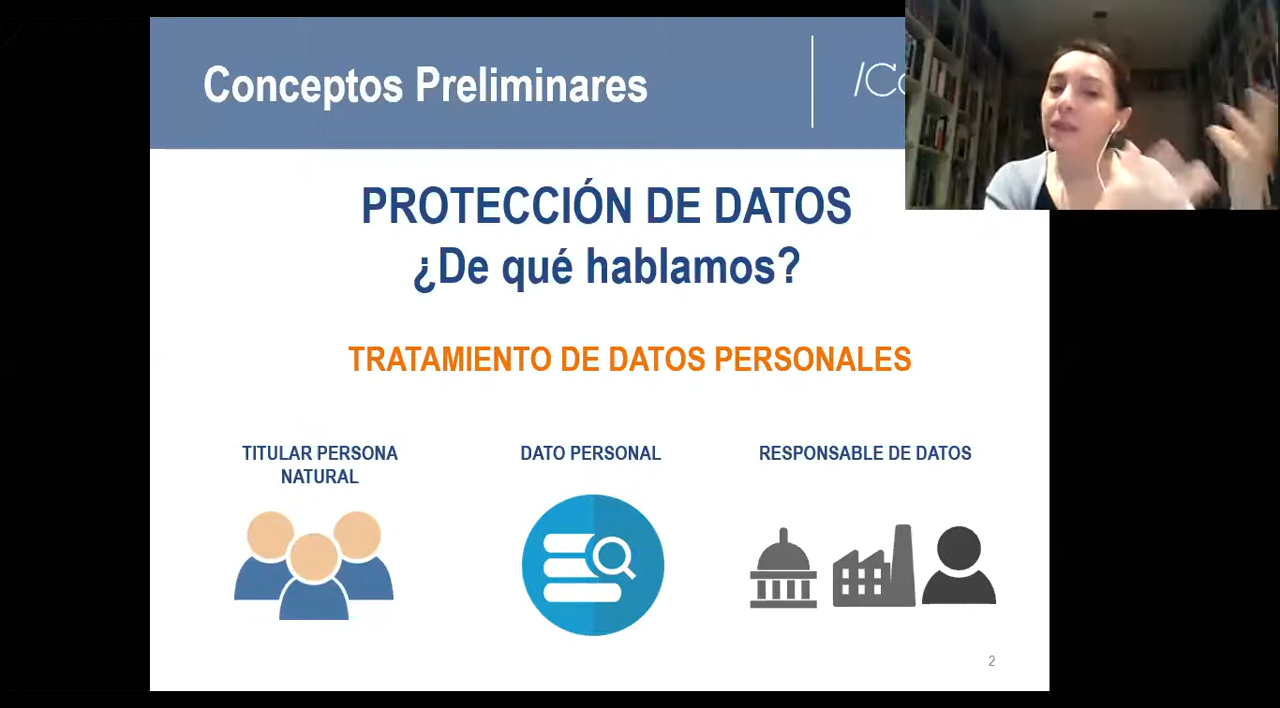 Conceptos Preliminares
PROTECCIÓN DE DATOS
¿De qué hablamos?
TRATAMIENTO DE DATOS PERSONALES
TITULAR PERSONA
NATURAL
DATO PERSONAL
RESPONSABLE DE DATOS
2